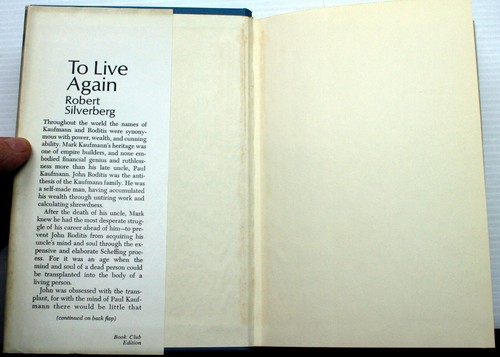 To Live
Again
Robert
Silverberg
Throughout the world the names of
Kaufmann and Roditis were synony-
mous with power, wealth, and cunning
ability. Mark Kaufmann's heritage was
one of empire builders, and none em-
bodied financial genius and ruthless-
ness more than his late uncle, Paul
Kaufmann. John Roditis was the anti-
thesis of the Kaufmann family. He was
a self-made man, having accumulated
his wealth through untiring work and
calculating shrewdness.
After the death of his uncle, Mark
knew he had the most desperate strug-
gle of his career ahead of him—to pre-
vent John Roditis from acquiring his
uncle's mind and soul through the ex-
pensive and elaborate Scheffing proc-
ess. For it was an age when the
mind and soul of a dead person could
be transplanted into the body of a
living person.
John was obsessed with the trans-
plant, for with the mind of Paul Kauf-
mann there would be little that
(continued on back flap)
Book Club
Edition